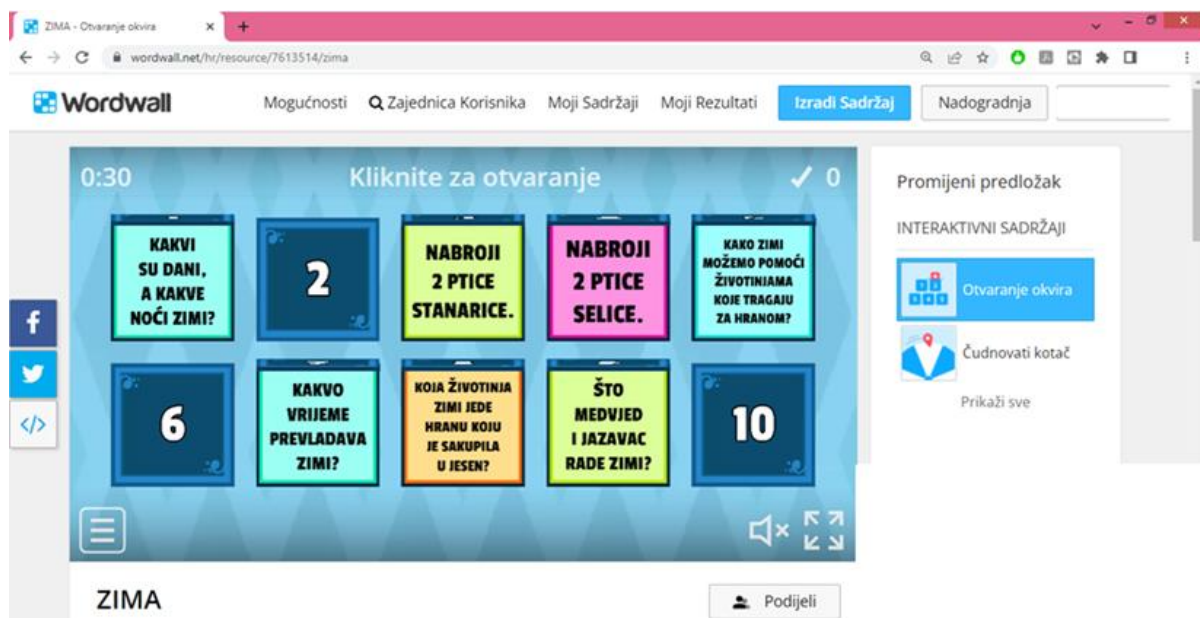 ZIMA - Otvaranje okvira
wordwall.net/hr/resource/7613514/zima
Wordwall Mogućnosti Zajednica Korisnika Moji Sadržaji Moji Rezultati Izradi Sadržaj Nadogradnja
0:30 Kliknite za otvaranje 0
KAKVI
SU DANI,
A KAKVE
NOĆI ZIMI?
2
NABROJI
2 PTICE
STANARICE.
NABROJI
2 PTICE
SELICE.
KAKO ZIMI
MOŽEMO POMOĆI
ŽIVOTINJAMA
KOJE TRAGAJU
ZA HRANOM?
6
KAKVO
VRIJEME
PREVLADAVA
ZIMI?
KOJA ŽIVOTINJA
ZIMI JEDE
HRANU KOJU
JE SAKUPILA
U JESEN?
ŠTO
MEDVJED
I JAZAVAC
RADE ZIMI?
10
Promijeni predložak
INTERAKTIVNI SADRŽAJI
Otvaranje okvira
Čudnovati kotač
Prikaži sve
ZIMA
Podijeli